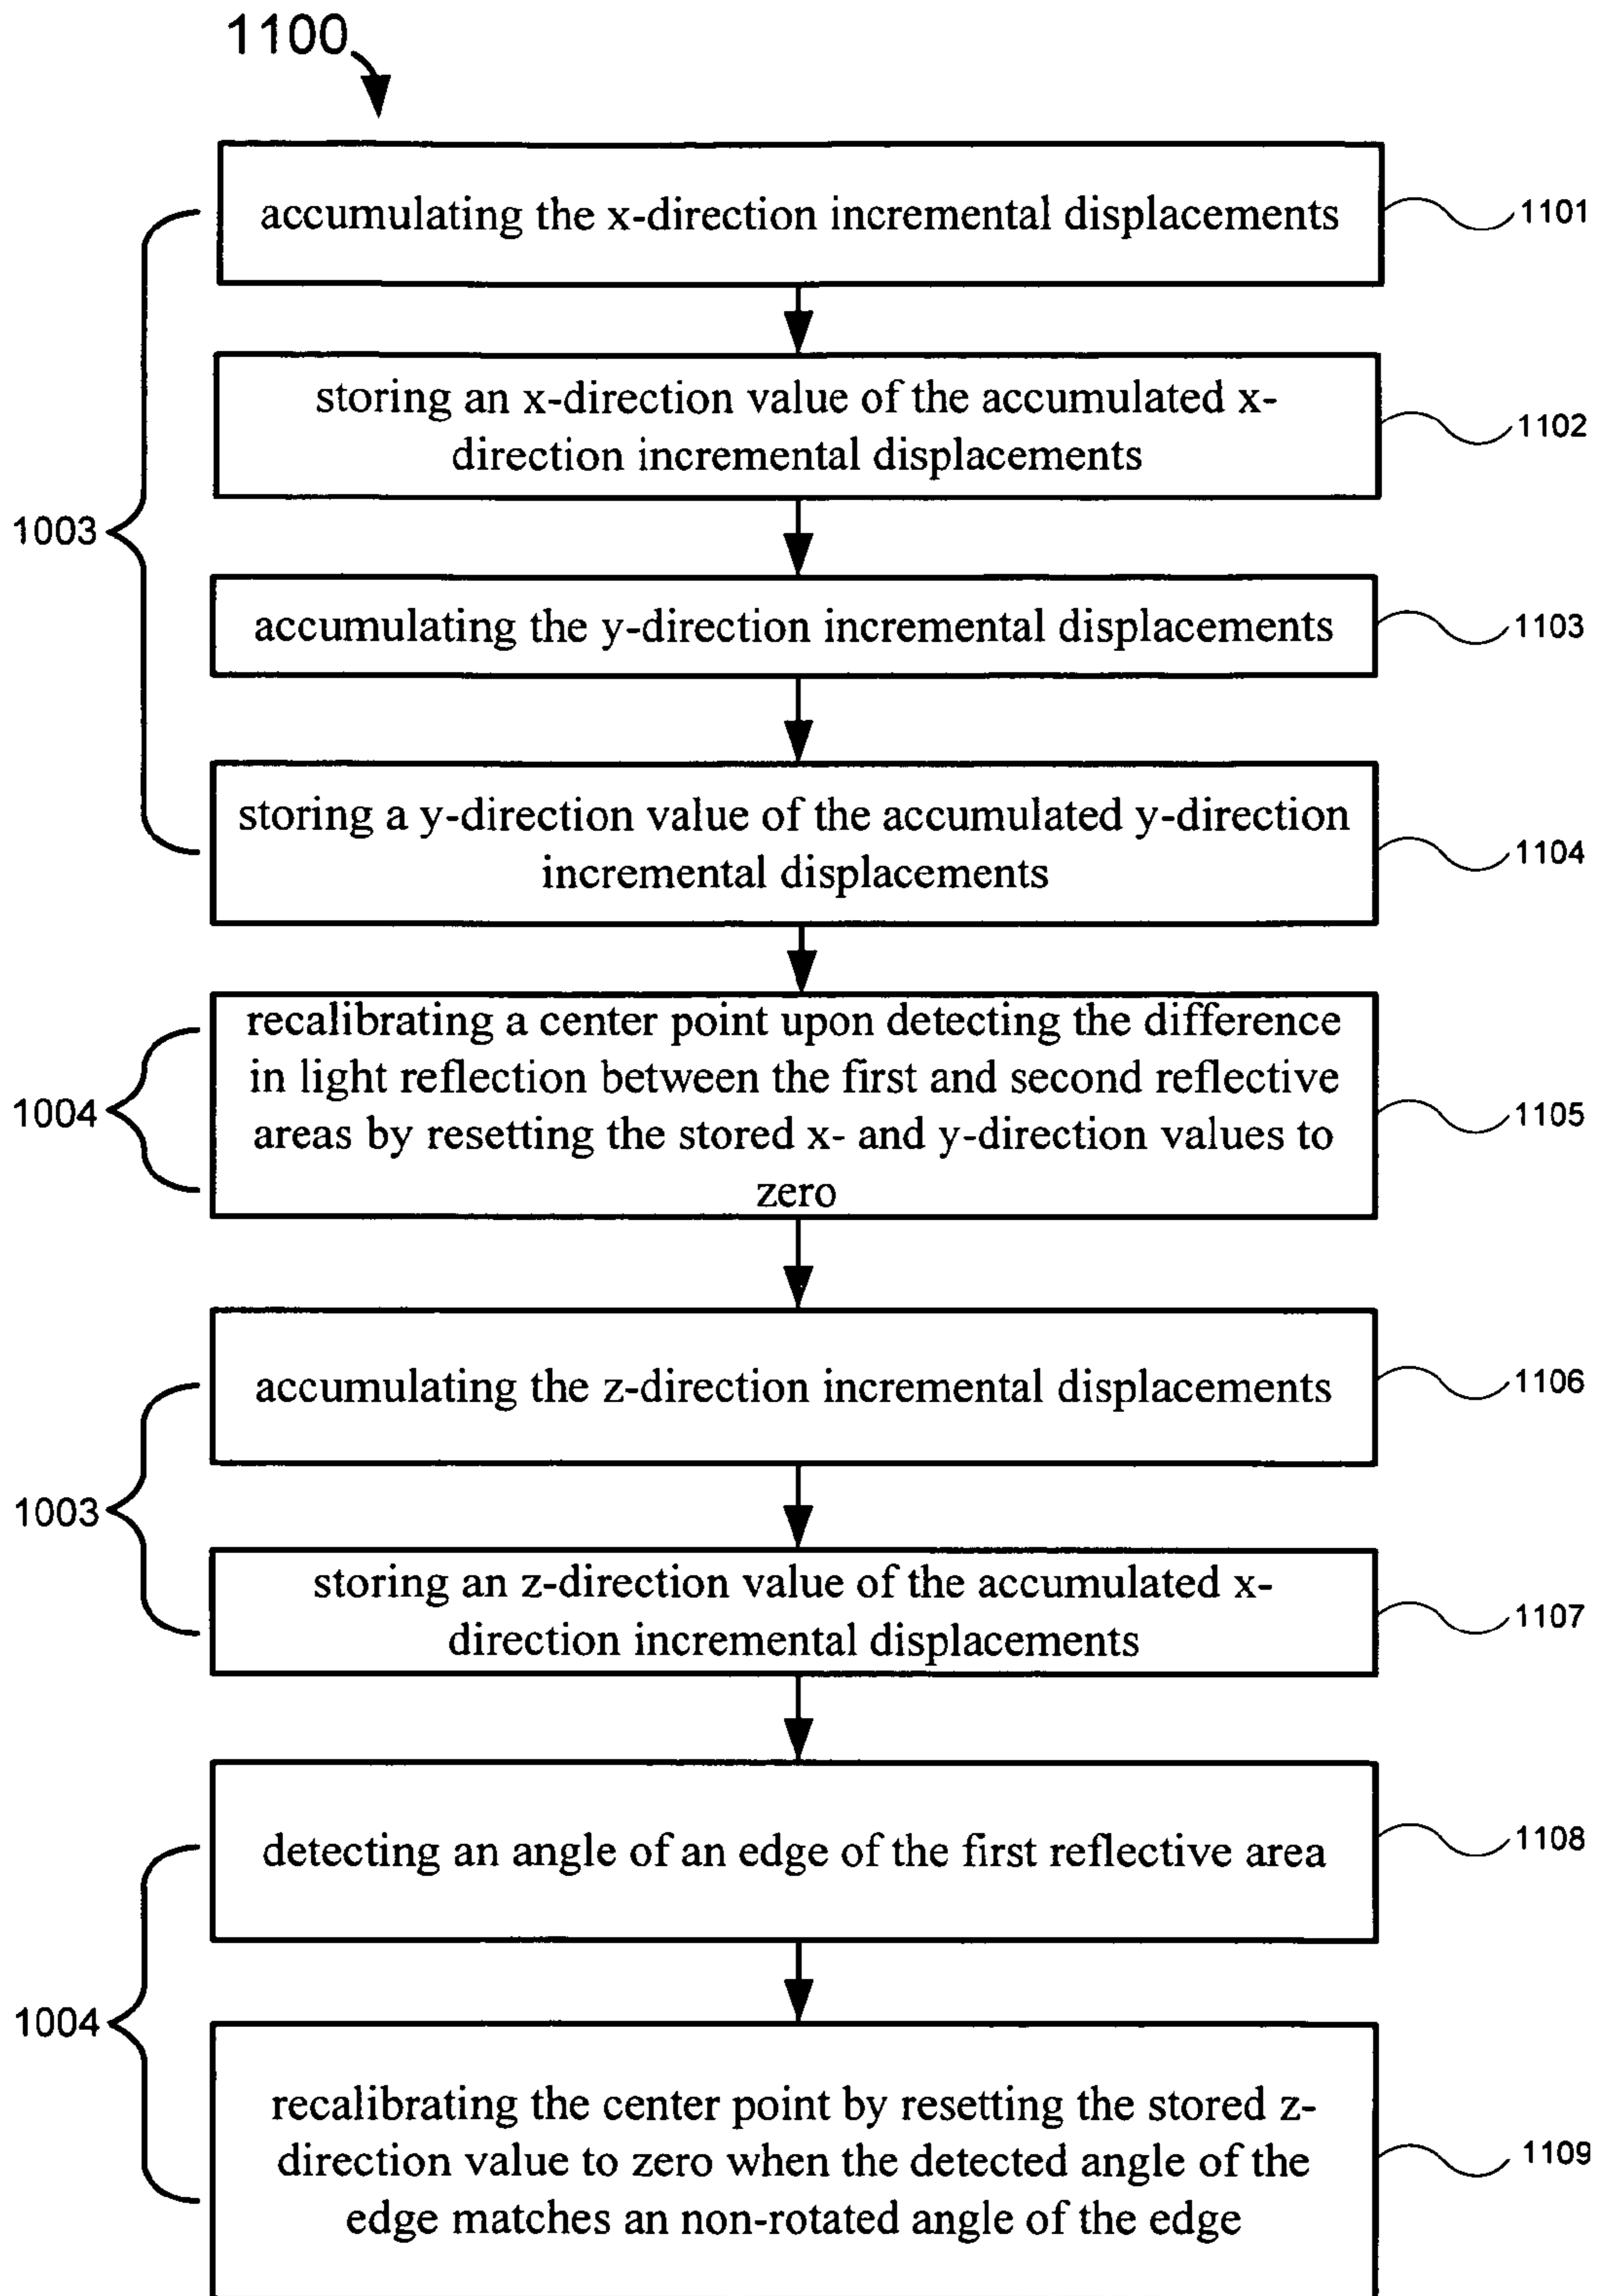 1100
accumulating the x-direction incremental displacements
1101
storing an x-direction value of the accumulated x-
direction incremental displacements
1102
1003
accumulating the y-direction incremental displacements
1103
storing a y-direction value of the accumulated y-direction
incremental displacements
1104
recalibrating a center point upon detecting the difference
in light reflection between the first and second reflective
areas by resetting the stored x- and y-direction values to
zero
1004
1105
accumulating the z-direction incremental displacements
1106
1003
storing an z-direction value of the accumulated x-
direction incremental displacements
1107
detecting an angle of an edge of the first reflective area
1108
1004
recalibrating the center point by resetting the stored z-
direction value to zero when the detected angle of the
edge matches an non-rotated angle of the edge
1109